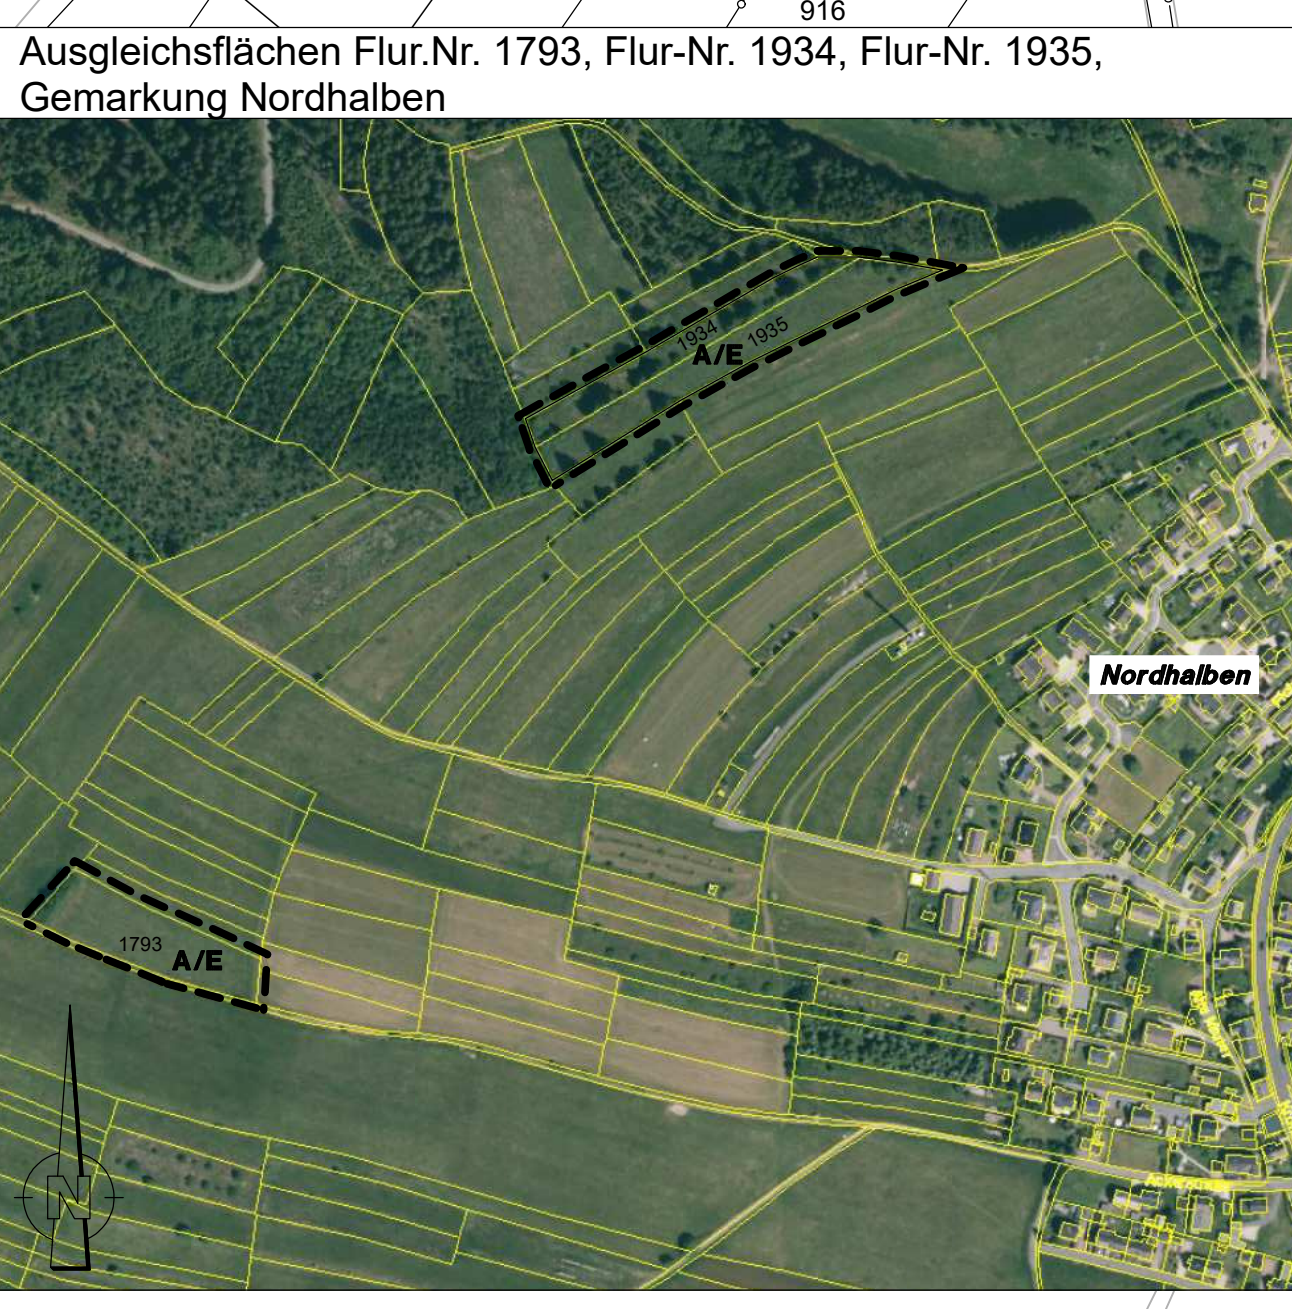 916
Ausgleichsflächen Flur.Nr. 1793, Flur-Nr. 1934, Flur-Nr. 1935,
Gemarkung Nordhalben
1934
1935
A/E
Nordhalben
1793
A/E
N